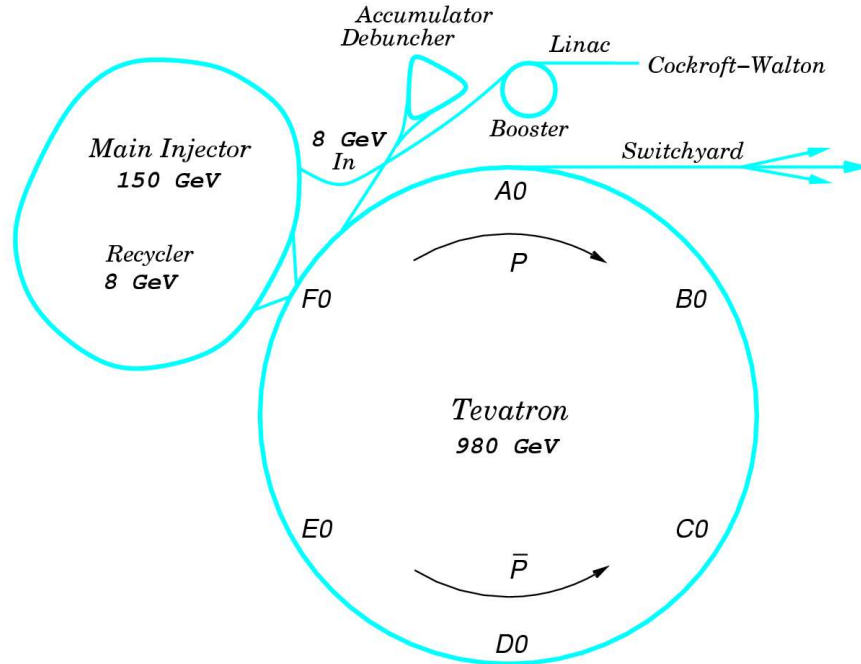 Accumulator
Debuncher
Linac
Cockroft–Walton
8 GeV
In
Booster
Main Injector
150 GeV
Switchyard
A0
Recycler
8 GeV
P
F0
B0
Tevatron
980 GeV
E0
C0
P̅
D0